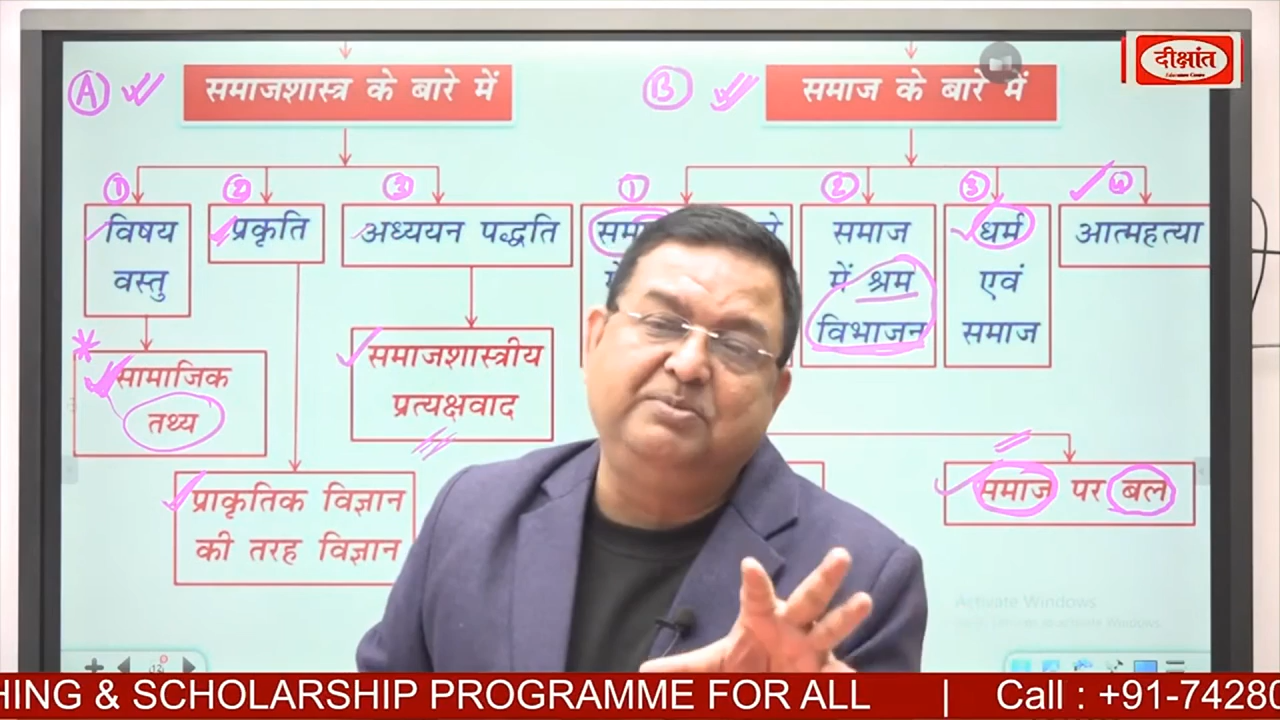 दीक्षांत
Education Centre
A
समाजशास्त्र के बारे में
B
समाज के बारे में
1
2
3
1
2
3
4
विषय
वस्तु
प्रकृति
अध्ययन पद्धति
समाज
में श्रम
विभाजन
धर्म
एवं
समाज
आत्महत्या
सामाजिक
तथ्य
समाजशास्त्रीय
प्रत्यक्षवाद
प्राकृतिक विज्ञान
की तरह विज्ञान
समाज पर बल
Activate Windows
HING & SCHOLARSHIP PROGRAMME FOR ALL | Call : +91-74280